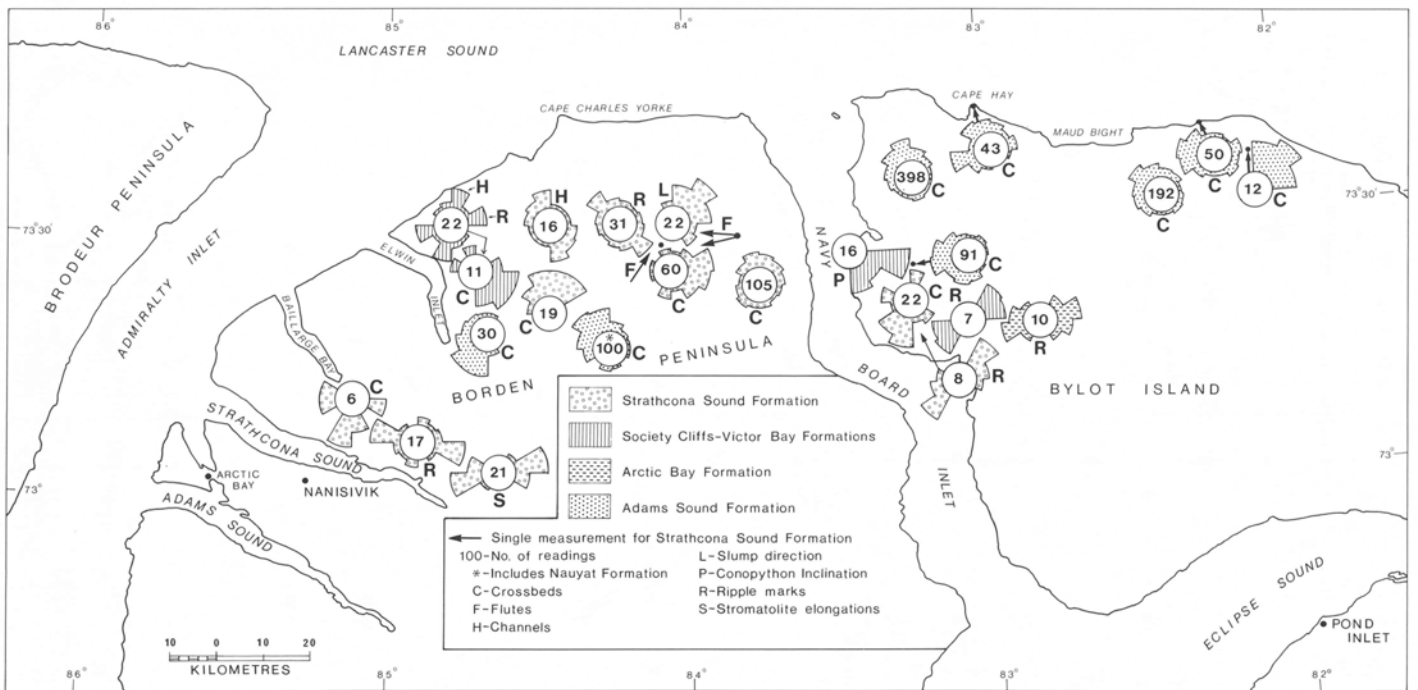 86°
85°
84°
83°
82°
LANCASTER SOUND
CAPE CHARLES YORKE
CAPE HAY
MAUD BIGHT
BRODEUR PENINSULA
ADMIRALTY INLET
43
C
50
C
398
C
192
C
12
C
73°30'
73°30'
H
22
R
H
16
R
31
L
22
F
F
NAVY BOARD INLET
16
P
91
C
ELWIN INLET
11
C
60
C
105
C
22
C
R
7
10
R
19
C
30
C
*
100
C
8
R
BAILLARGE BAY
BORDEN PENINSULA
BYLOT ISLAND
6
C
17
R
21
S
STRATHCONA SOUND
ARCTIC BAY
NANISIVIK
ADAMS SOUND
73°
73°
Strathcona Sound Formation
Society Cliffs-Victor Bay Formations
Arctic Bay Formation
Adams Sound Formation
Single measurement for Strathcona Sound Formation
100-No. of readings
L-Slump direction
*-Includes Nauyat Formation
P-Conopython Inclination
C-Crossbeds
R-Ripple marks
F-Flutes
S-Stromatolite elongations
H-Channels
ECLIPSE SOUND
POND INLET
10 0 10 20
KILOMETRES
86°
85°
84°
83°
82°